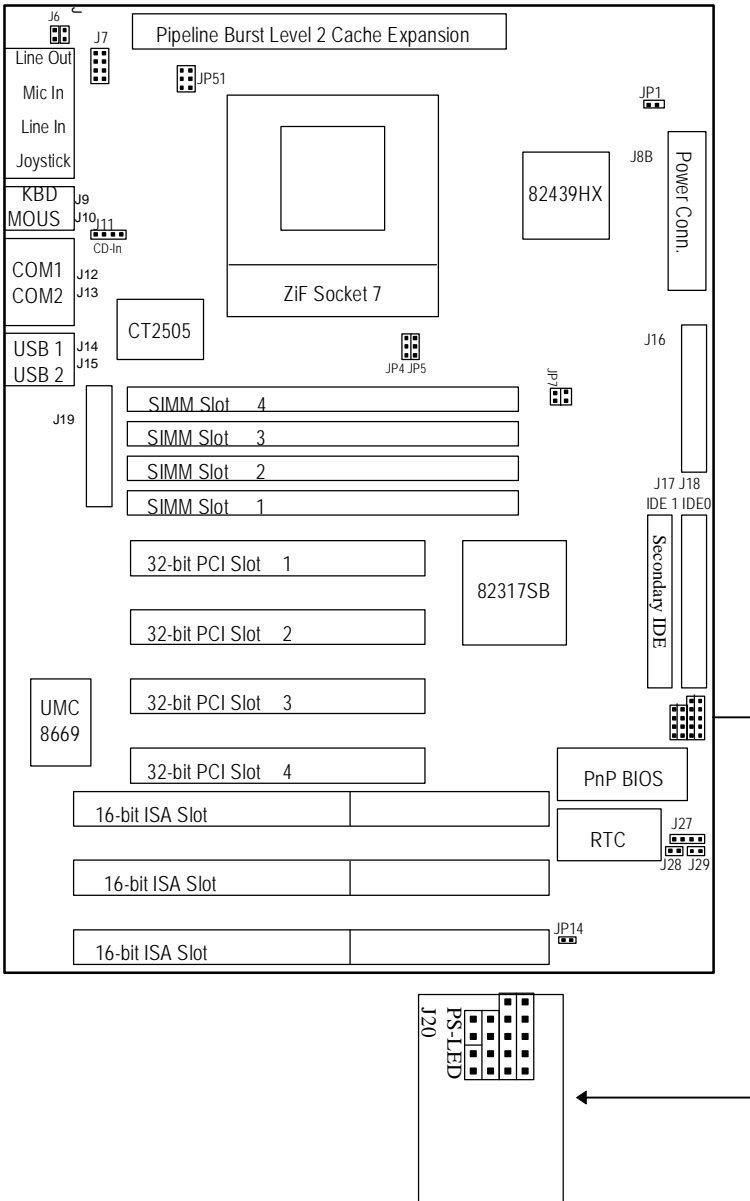 J6
J7
Pipeline Burst Level 2 Cache Expansion
Line Out
Mic In
Line In
Joystick
JP51
JP1
J8B
Power Conn.
82439HX
KBD
MOUS
J9
J10
J11
CD-In
COM1
COM2
J12
J13
ZiF Socket 7
CT2505
USB 1
USB 2
J14
J15
JP4 JP5
J16
JP7
J19
SIMM Slot 4
SIMM Slot 3
SIMM Slot 2
SIMM Slot 1
J17 J18
IDE 1 IDE0
Secondary IDE
32-bit PCI Slot 1
82317SB
32-bit PCI Slot 2
UMC
8669
32-bit PCI Slot 3
32-bit PCI Slot 4
PnP BIOS
16-bit ISA Slot
RTC
J27
J28 J29
16-bit ISA Slot
JP14
16-bit ISA Slot
PS-LED
J20